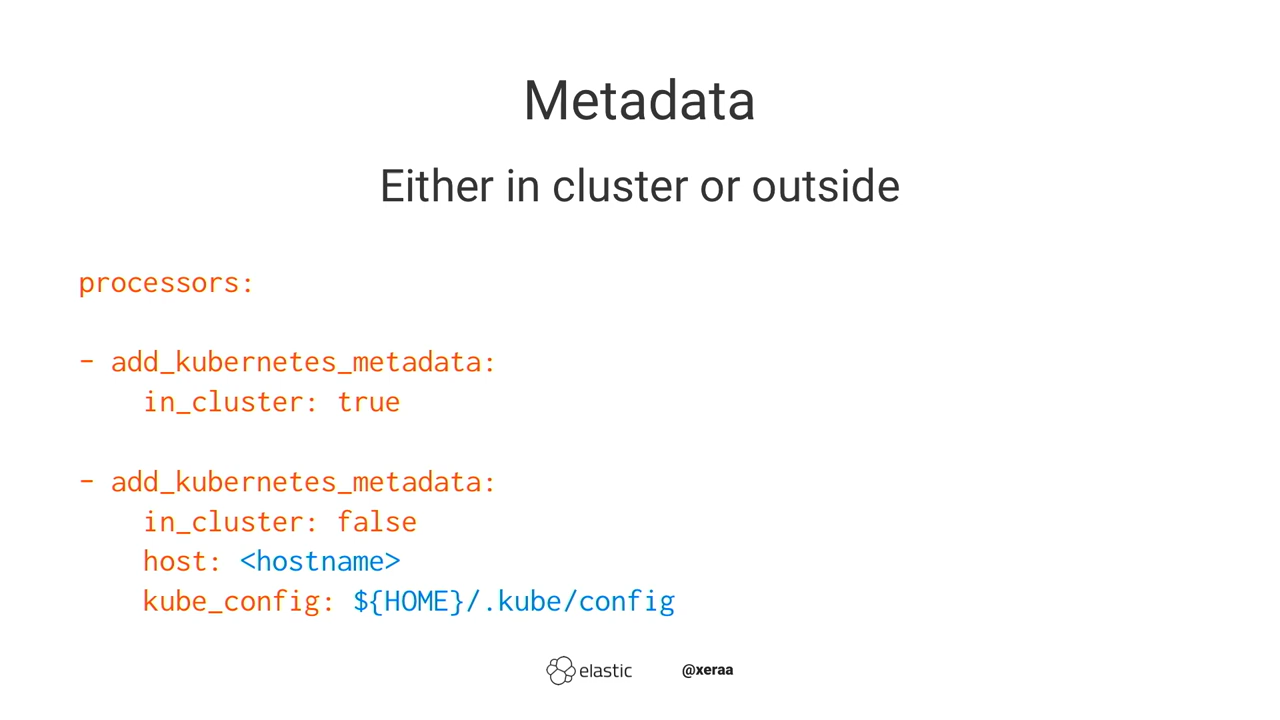 Metadata
Either in cluster or outside
processors:
- add_kubernetes_metadata:
    in_cluster: true
- add_kubernetes_metadata:
    in_cluster: false
    host: <hostname>
    kube_config: ${HOME}/.kube/config
elastic @xeraa